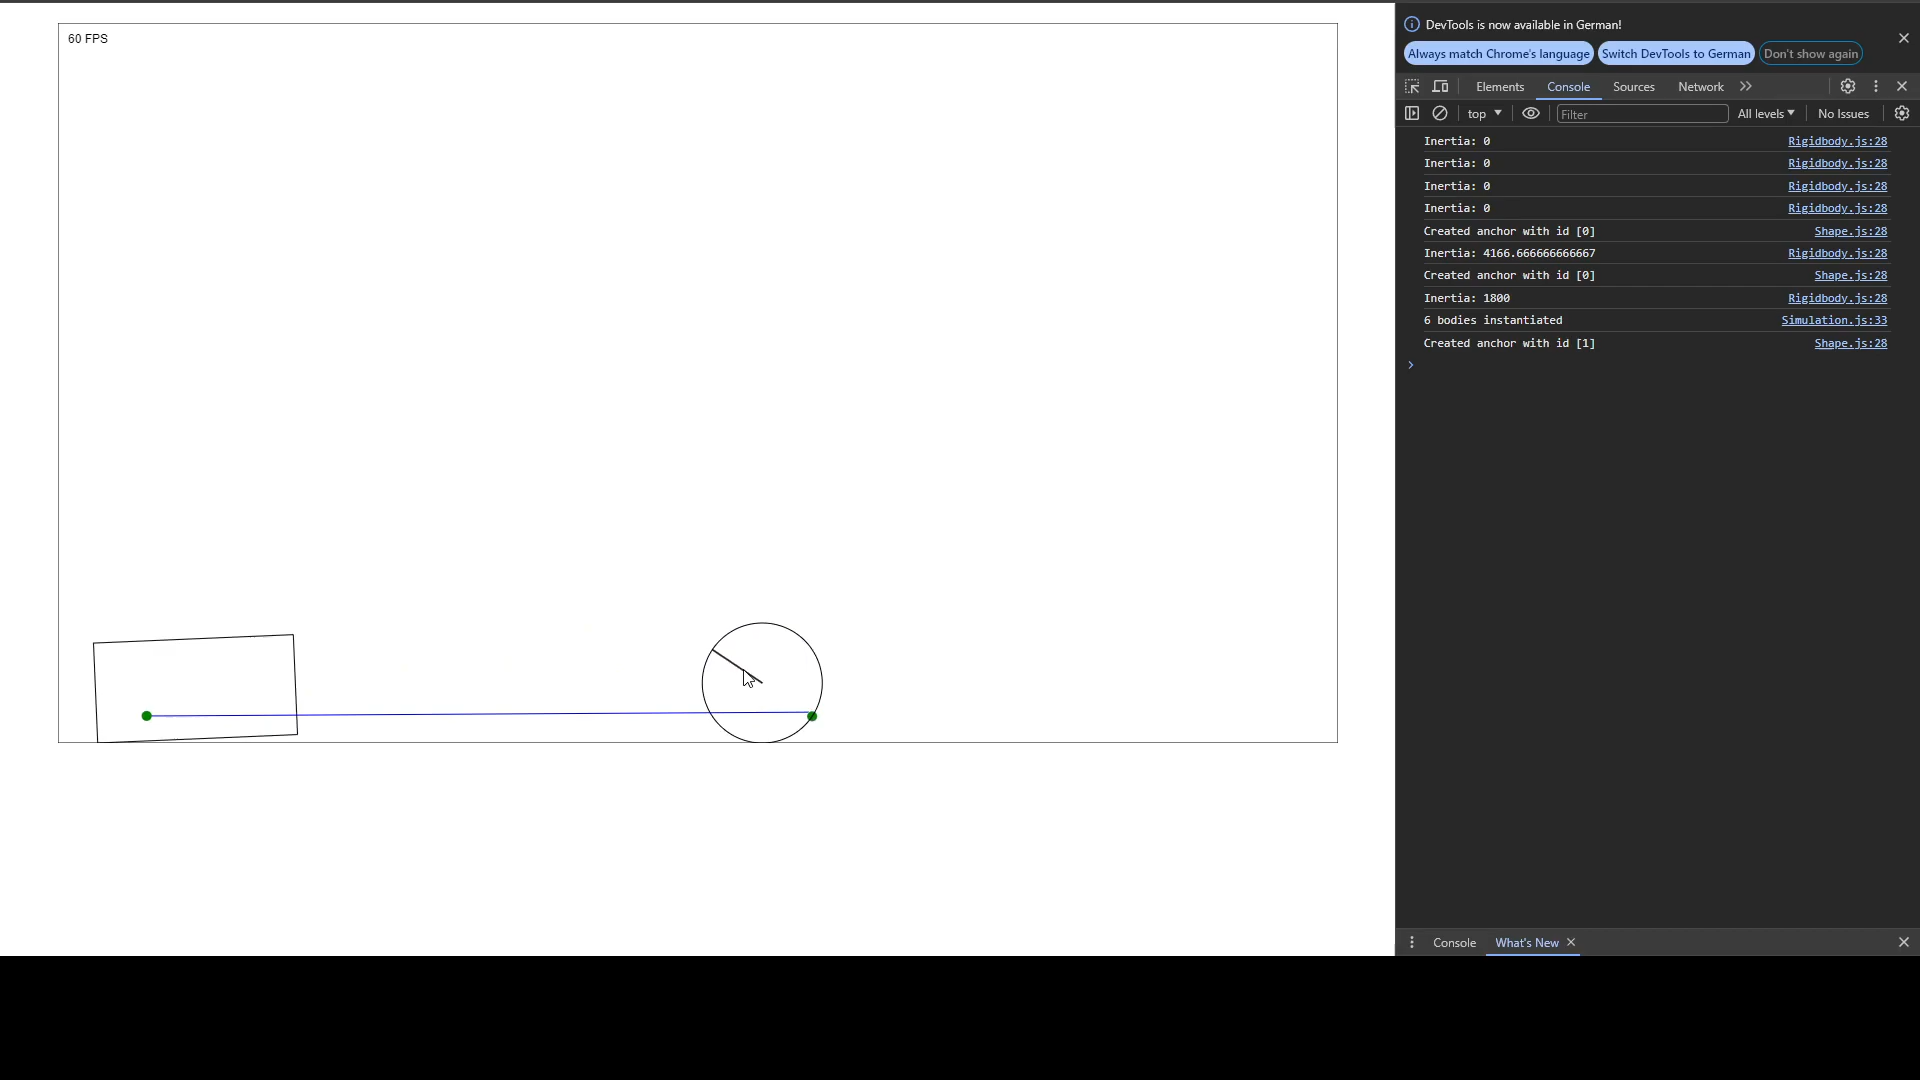 60 FPS
DevTools is now available in German!
Always match Chrome's language
Switch DevTools to German
Don't show again
Elements
Console
Sources
Network
top
Filter
All levels
No Issues
Inertia: 0 Rigidbody.js:28
Inertia: 0 Rigidbody.js:28
Inertia: 0 Rigidbody.js:28
Inertia: 0 Rigidbody.js:28
Created anchor with id [0] Shape.js:28
Inertia: 4166.666666666667 Rigidbody.js:28
Created anchor with id [0] Shape.js:28
Inertia: 1800 Rigidbody.js:28
6 bodies instantiated Simulation.js:33
Created anchor with id [1] Shape.js:28
Console
What's New